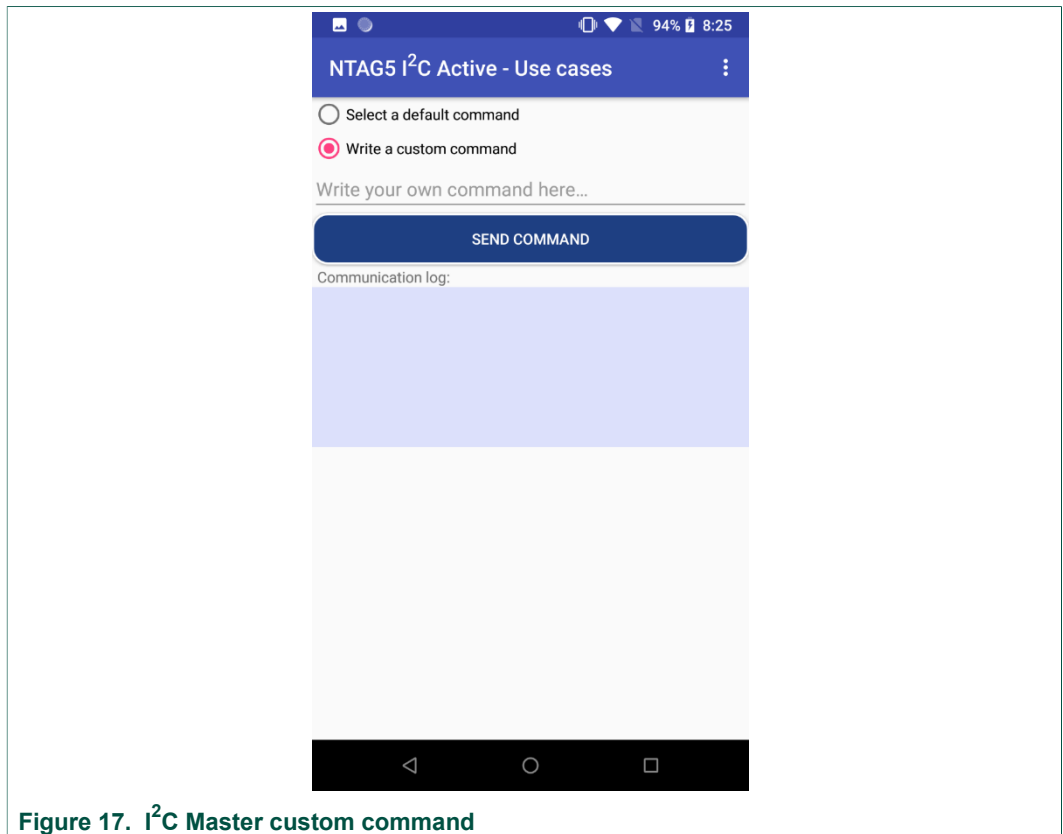 94% 8:25
NTAG5 I²C Active - Use cases
Select a default command
Write a custom command
Write your own command here...
SEND COMMAND
Communication log:
Figure 17. I²C Master custom command